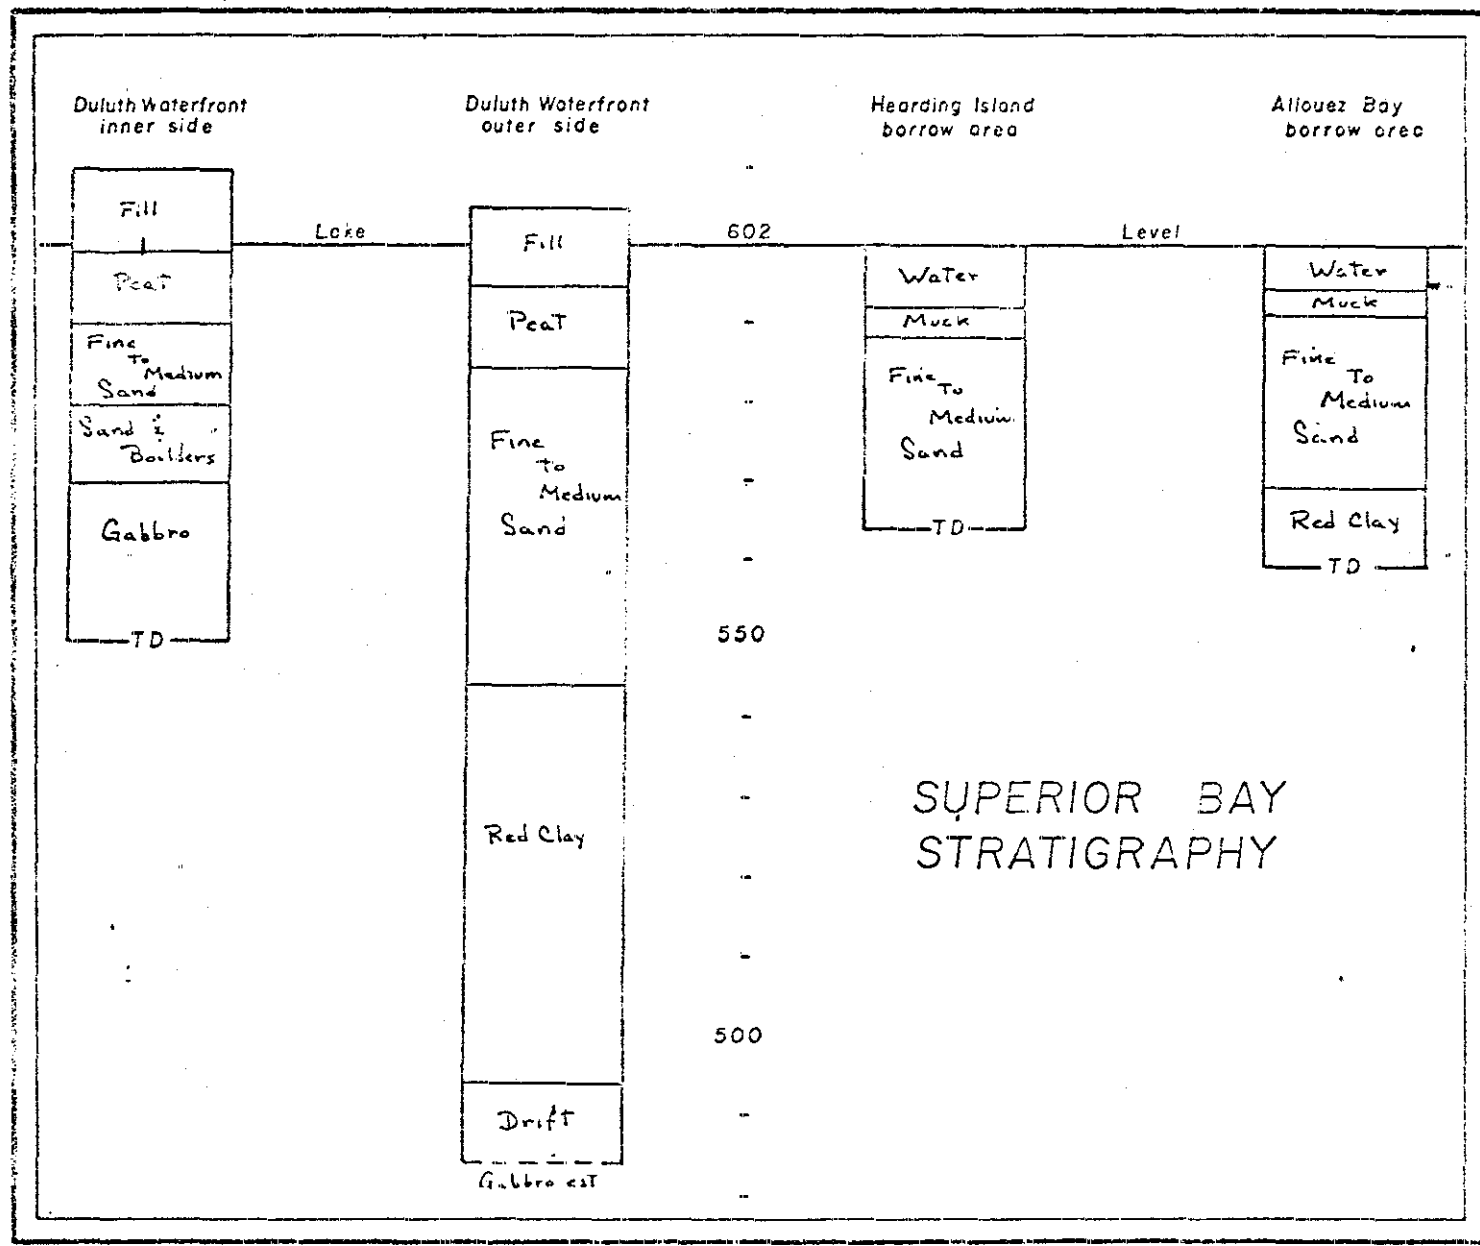 Duluth Waterfront
inner side
Duluth Waterfront
outer side
Hearding Island
borrow area
Allouez Bay
borrow area
Lake
602
Level
Fill
Peat
Fine
To
Medium
Sand
Sand &
Boulders
Gabbro
TD
Fill
Peat
Fine
To
Medium
Sand
Red Clay
Drift
Gabbro est
550
500
Water
Muck
Fine
To
Medium
Sand
TD
Water
Muck
Fine
To
Medium
Sand
Red Clay
TD
SUPERIOR BAY
STRATIGRAPHY